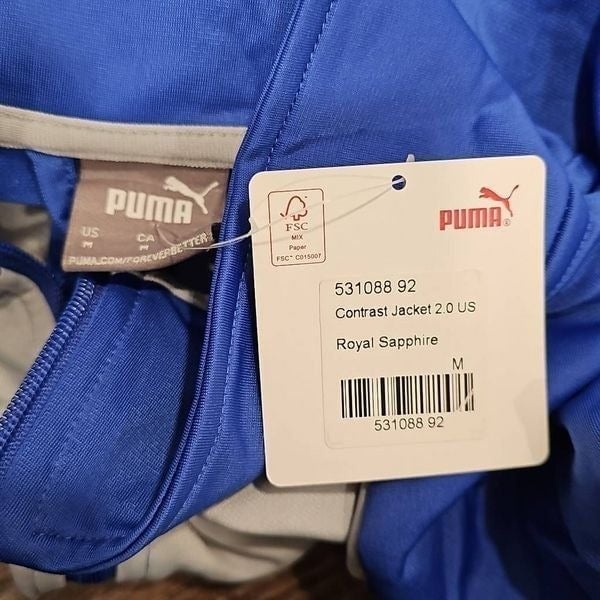 PUMA
US
M
CA
M
PUMA.COM/FOREVERBETTER
FSC
MIX
Paper
FSC™ C015007
PUMA®
531088 92
Contrast Jacket 2.0 US
Royal Sapphire
M
531088 92